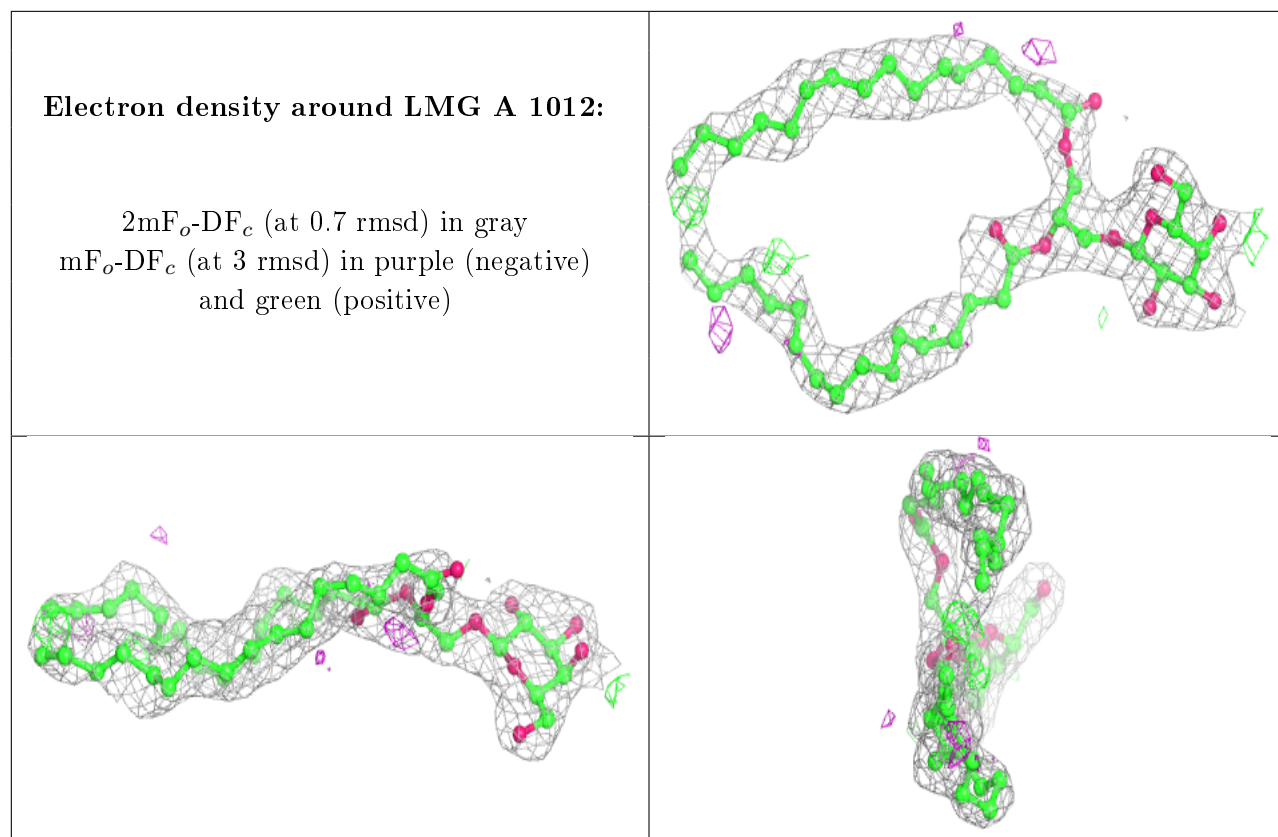 Electron density around LMG A 1012:
2mFₒ-DF𝑐 (at 0.7 rmsd) in gray
mFₒ-DF𝑐 (at 3 rmsd) in purple (negative)
and green (positive)